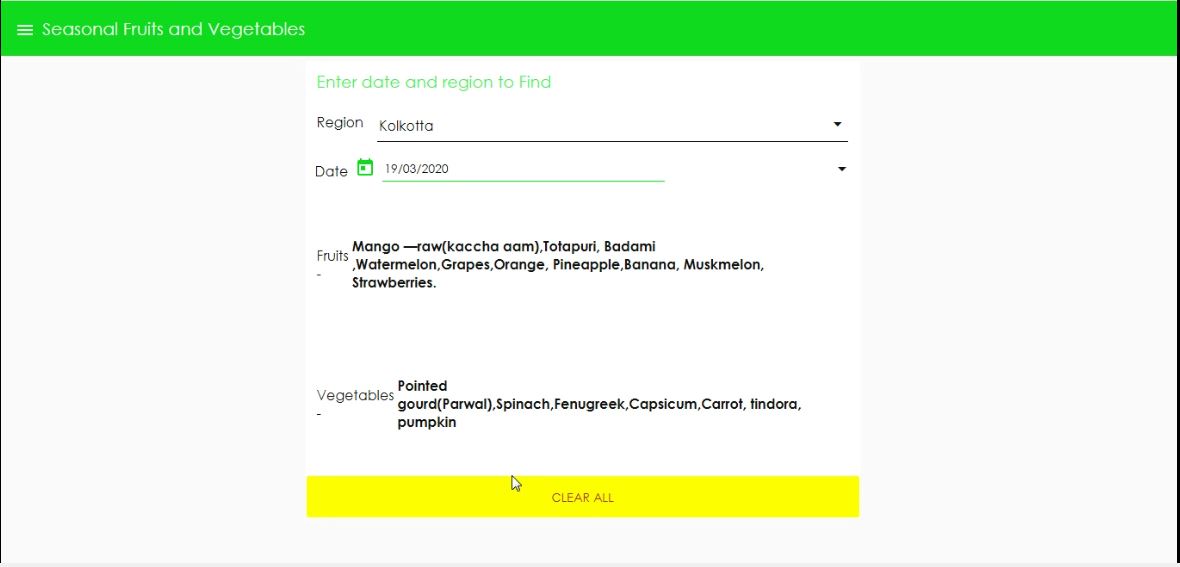 Seasonal Fruits and Vegetables
Enter date and region to Find
Region Kolkotta
Date 19/03/2020
Fruits -
Mango —raw(kaccha aam),Totapuri, Badami
,Watermelon,Grapes,Orange, Pineapple,Banana, Muskmelon,
Strawberries.
Vegetables -
Pointed
gourd(Parwal),Spinach,Fenugreek,Capsicum,Carrot, tindora,
pumpkin
CLEAR ALL